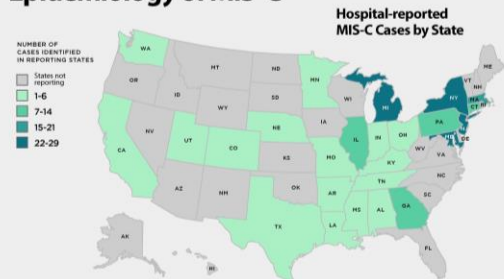 Hospital-reported
MIS-C Cases by State
NUMBER OF
CASES IDENTIFIED
IN REPORTING STATES
States not
reporting
1-6
7-14
15-21
22-29
WA
OR
CA
NV
ID
MT
WY
UT
AZ
CO
NM
ND
SD
NE
KS
OK
TX
MN
IA
MO
AR
LA
WI
IL
MI
IN
OH
KY
TN
MS
AL
GA
FL
SC
NC
VA
WV
PA
NY
VT
NH
ME
MA
CT
DE
AK
HI